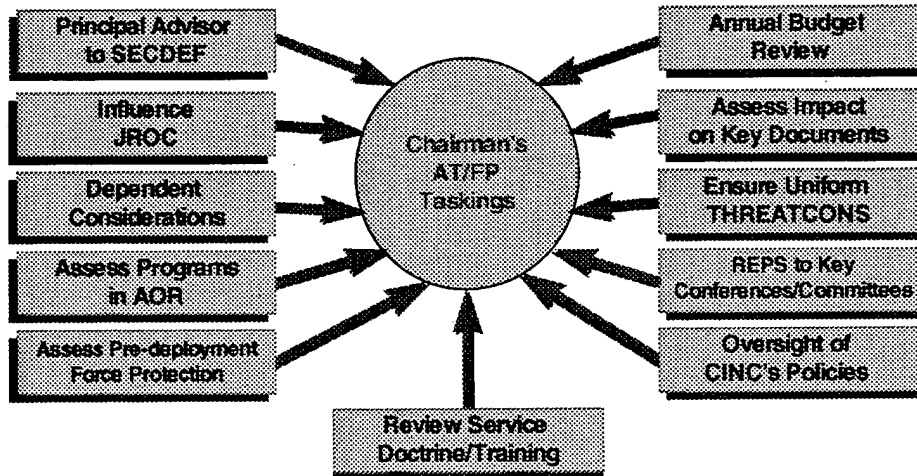 Principal Advisor
to SECDEF
Influence
JROC
Dependent
Considerations
Assess Programs
in AOR
Assess Pre-deployment
Force Protection
Chairman's
AT/FP
Taskings
Annual Budget
Review
Assess Impact
on Key Documents
Ensure Uniform
THREATCONS
REPS to Key
Conferences/Committees
Oversight of
CINC's Policies
Review Service
Doctrine/Training